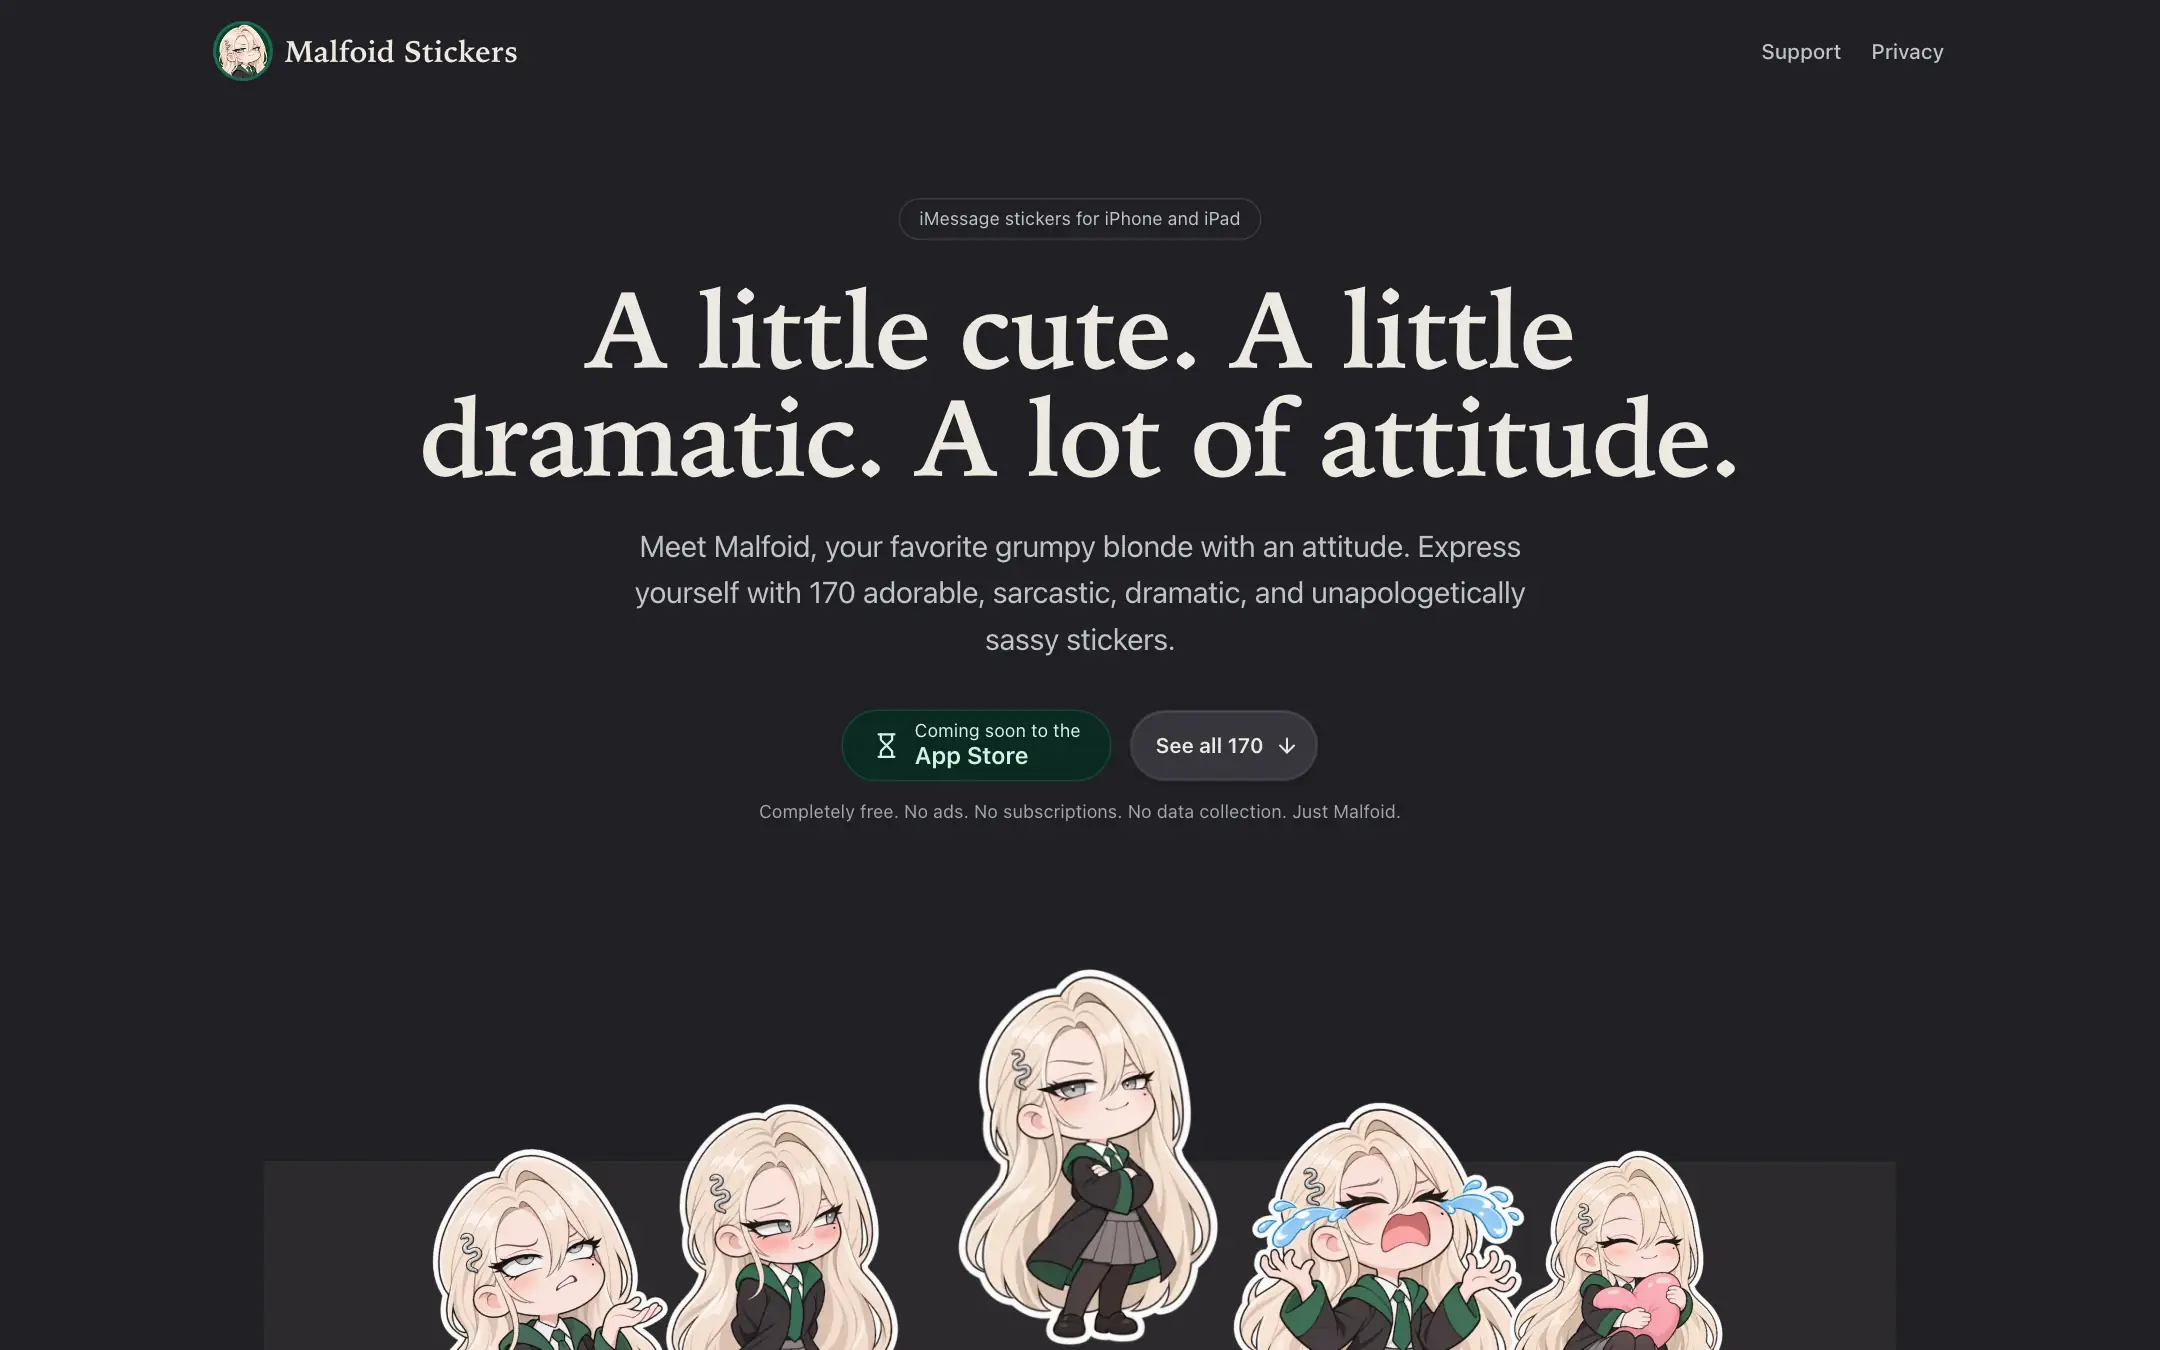 Malfoid Stickers
Support
Privacy
iMessage stickers for iPhone and iPad
A little cute. A little
dramatic. A lot of attitude.
Meet Malfoid, your favorite grumpy blonde with an attitude. Express
yourself with 170 adorable, sarcastic, dramatic, and unapologetically
sassy stickers.
Coming soon to the
App Store
See all 170
Completely free. No ads. No subscriptions. No data collection. Just Malfoid.